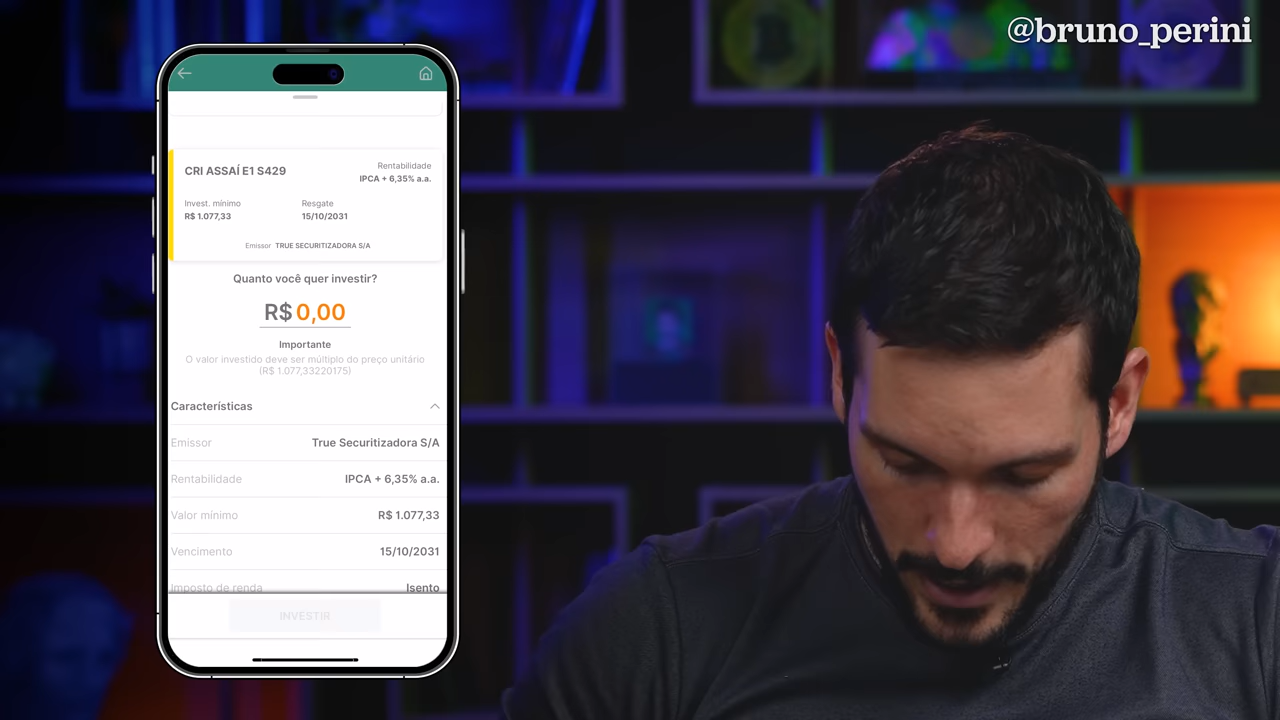 @bruno_perini
CRI ASSAÍ E1 S429
Rentabilidade
IPCA + 6,35% a.a.
Invest. mínimo
Resgate
R$ 1.077,33
15/10/2031
Emissor TRUE SECURITIZADORA S/A
Quanto você quer investir?
R$ 0,00
Importante
O valor investido deve ser múltiplo do preço unitário
(R$ 1.077,33220175)
Características
Emissor True Securitizadora S/A
Rentabilidade IPCA + 6,35% a.a.
Valor mínimo R$ 1.077,33
Vencimento 15/10/2031
Imposto de renda Isento
INVESTIR